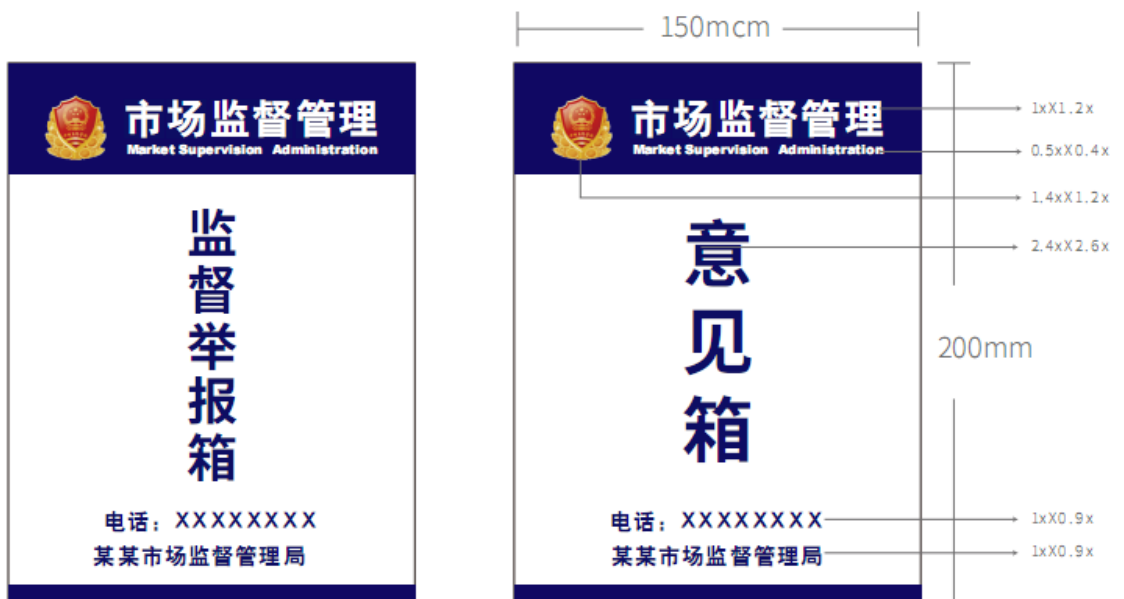 市场监督管理
Market Supervision Administration
监督举报箱
电话：XXXXXXXX
某某市场监督管理局
150mcm
市场监督管理
Market Supervision Administration
意见箱
电话：XXXXXXXX
某某市场监督管理局
1xX1.2x
0.5xX0.4x
1.4xX1.2x
2.4xX2.6x
200mm
1xX0.9x
1xX0.9x